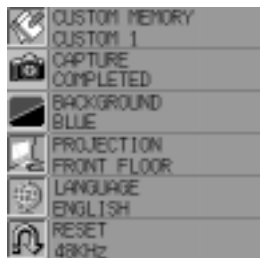 CUSTOM MEMORY
CUSTOM 1
CAPTURE
COMPLETED
BACKGROUND
BLUE
PROJECTION
FRONT FLOOR
LANGUAGE
ENGLISH
RESET
48KHz